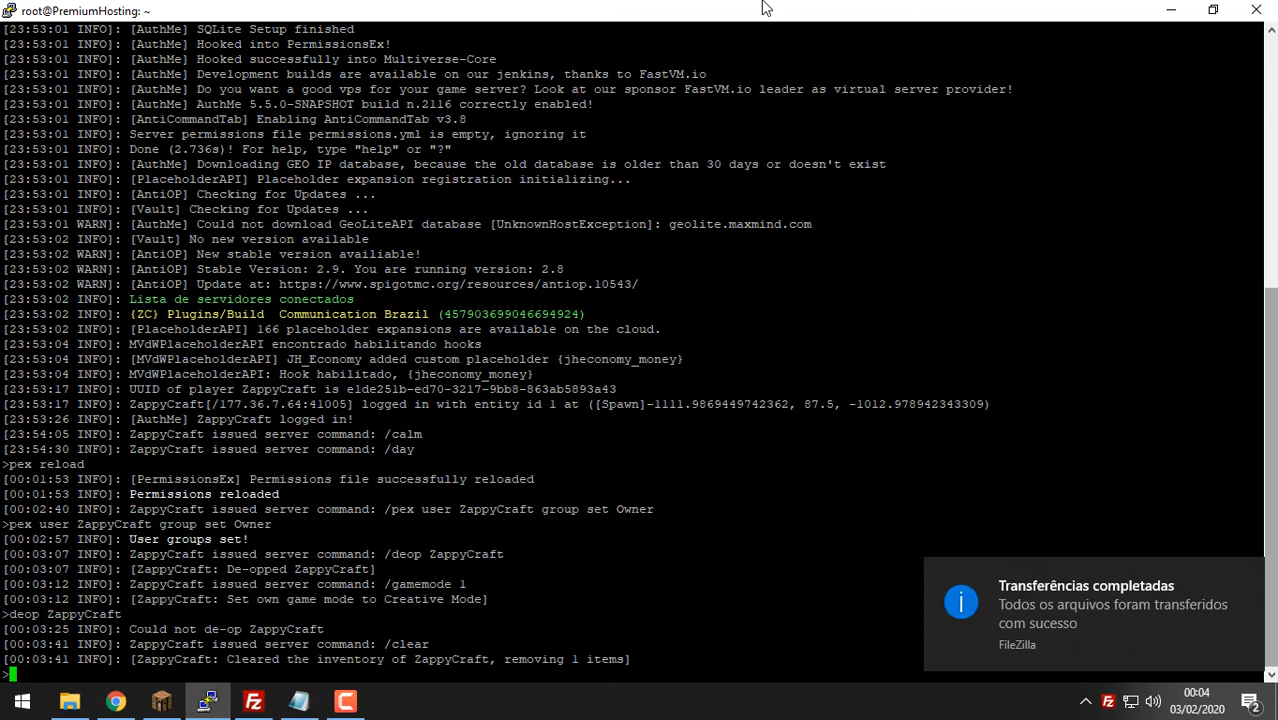 root@PremiumHosting: ~
[23:53:01 INFO]: [AuthMe] SQLite Setup finished
[23:53:01 INFO]: [AuthMe] Hooked into PermissionsEx!
[23:53:01 INFO]: [AuthMe] Hooked successfully into Multiverse-Core
[23:53:01 INFO]: [AuthMe] Development builds are available on our jenkins, thanks to FastVM.io
[23:53:01 INFO]: [AuthMe] Do you want a good vps for your game server? Look at our sponsor FastVM.io leader as virtual server provider!
[23:53:01 INFO]: [AuthMe] AuthMe 5.5.0-SNAPSHOT build n.2116 correctly enabled!
[23:53:01 INFO]: [AntiCommandTab] Enabling AntiCommandTab v3.8
[23:53:01 INFO]: Server permissions file permissions.yml is empty, ignoring it
[23:53:01 INFO]: Done (2.736s)! For help, type "help" or "?"
[23:53:01 INFO]: [AuthMe] Downloading GEO IP database, because the old database is older than 30 days or doesn't exist
[23:53:01 INFO]: [PlaceholderAPI] Placeholder expansion registration initializing...
[23:53:01 INFO]: [AntiOP] Checking for Updates ...
[23:53:01 INFO]: [Vault] Checking for Updates ...
[23:53:01 WARN]: [AuthMe] Could not download GeoLiteAPI database [UnknownHostException]: geolite.maxmind.com
[23:53:02 INFO]: [Vault] No new version available
[23:53:02 WARN]: [AntiOP] New stable version availiable!
[23:53:02 WARN]: [AntiOP] Stable Version: 2.9. You are running version: 2.8
[23:53:02 WARN]: [AntiOP] Update at: https://www.spigotmc.org/resources/antiop.10543/
[23:53:02 INFO]: Lista de servidores conectados
[23:53:02 INFO]: {ZC} Plugins/Build  Communication Brazil (457903699046694924)
[23:53:02 INFO]: [PlaceholderAPI] 166 placeholder expansions are available on the cloud.
[23:53:04 INFO]: MVdWPlaceholderAPI encontrado habilitando hooks
[23:53:04 INFO]: [MVdWPlaceholderAPI] JH_Economy added custom placeholder {jheconomy_money}
[23:53:04 INFO]: MVdWPlaceholderAPI: Hook habilitado, {jheconomy_money}
[23:53:17 INFO]: UUID of player ZappyCraft is e1de251b-ed70-3217-9bb8-863ab5893a43
[23:53:17 INFO]: ZappyCraft[/177.36.7.64:41005] logged in with entity id 1 at ([Spawn]-1111.9869449742362, 87.5, -1012.978942343309)
[23:53:26 INFO]: [AuthMe] ZappyCraft logged in!
[23:54:05 INFO]: ZappyCraft issued server command: /calm
[23:54:30 INFO]: ZappyCraft issued server command: /day
>pex reload
[00:01:53 INFO]: [PermissionsEx] Permissions file successfully reloaded
[00:01:53 INFO]: Permissions reloaded
[00:02:40 INFO]: ZappyCraft issued server command: /pex user ZappyCraft group set Owner
>pex user ZappyCraft group set Owner
[00:02:57 INFO]: User groups set!
[00:03:07 INFO]: ZappyCraft issued server command: /deop ZappyCraft
[00:03:07 INFO]: [ZappyCraft: De-opped ZappyCraft]
[00:03:12 INFO]: ZappyCraft issued server command: /gamemode 1
[00:03:12 INFO]: [ZappyCraft: Set own game mode to Creative Mode]
>deop ZappyCraft
[00:03:25 INFO]: Could not de-op ZappyCraft
[00:03:41 INFO]: ZappyCraft issued server command: /clear
[00:03:41 INFO]: [ZappyCraft: Cleared the inventory of ZappyCraft, removing 1 items]
>
Transferências completadas
Todos os arquivos foram transferidos
com sucesso
FileZilla
00:04
03/02/2020
2